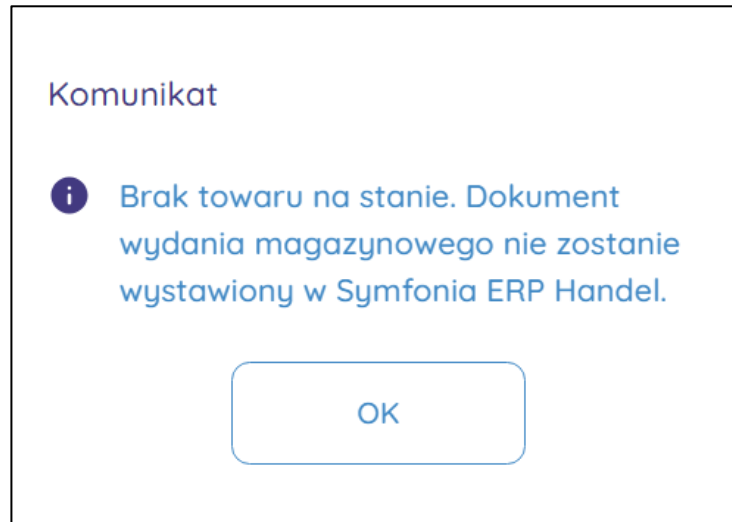 Komunikat
Brak towaru na stanie. Dokument
wydania magazynowego nie zostanie
wystawiony w Symfonia ERP Handel.
OK